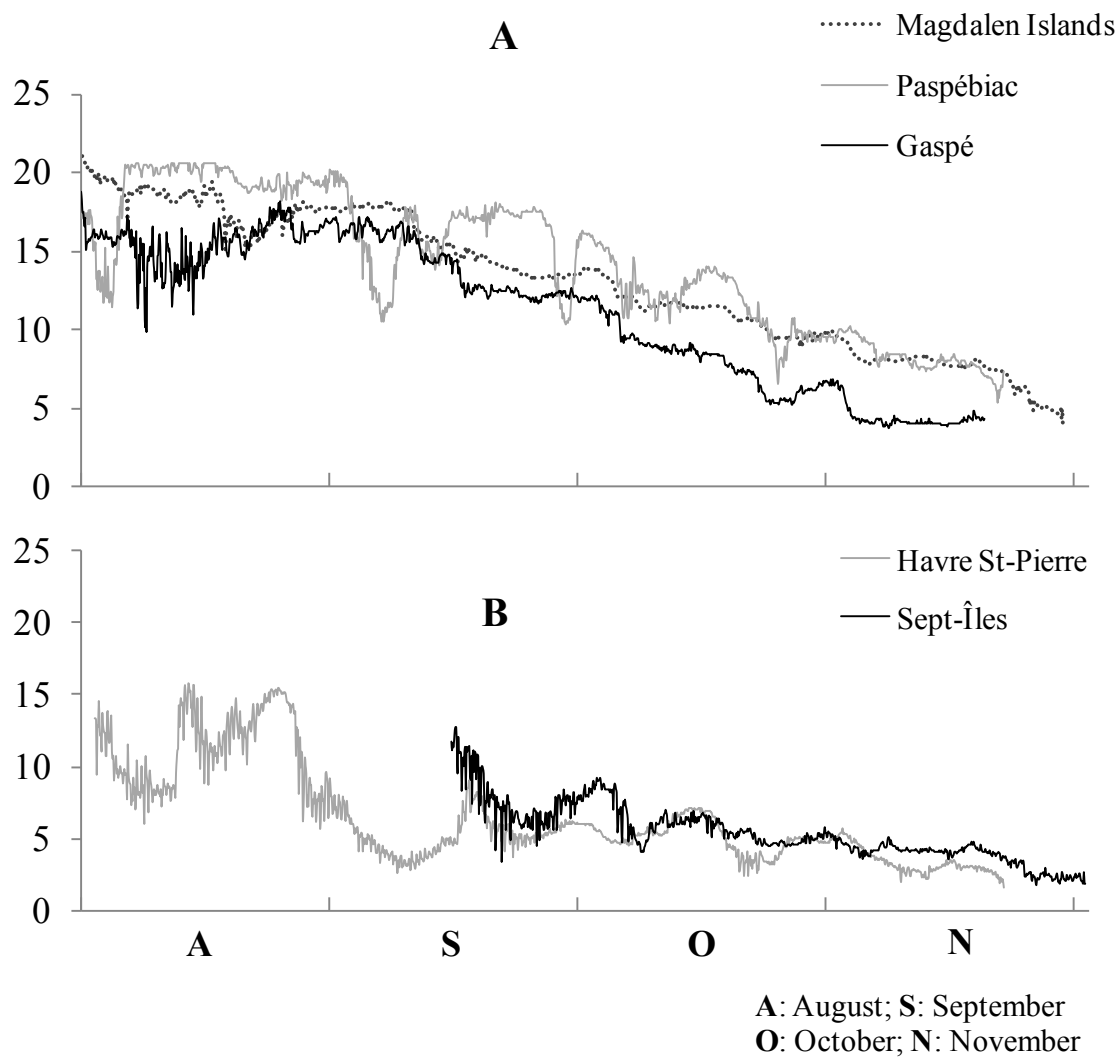 A
Magdalen Islands
Paspébiac
Gaspé
25
20
15
10
5
0
B
Havre St-Pierre
Sept-Îles
25
20
15
10
5
0
A S O N
A: August; S: September
O: October; N: November